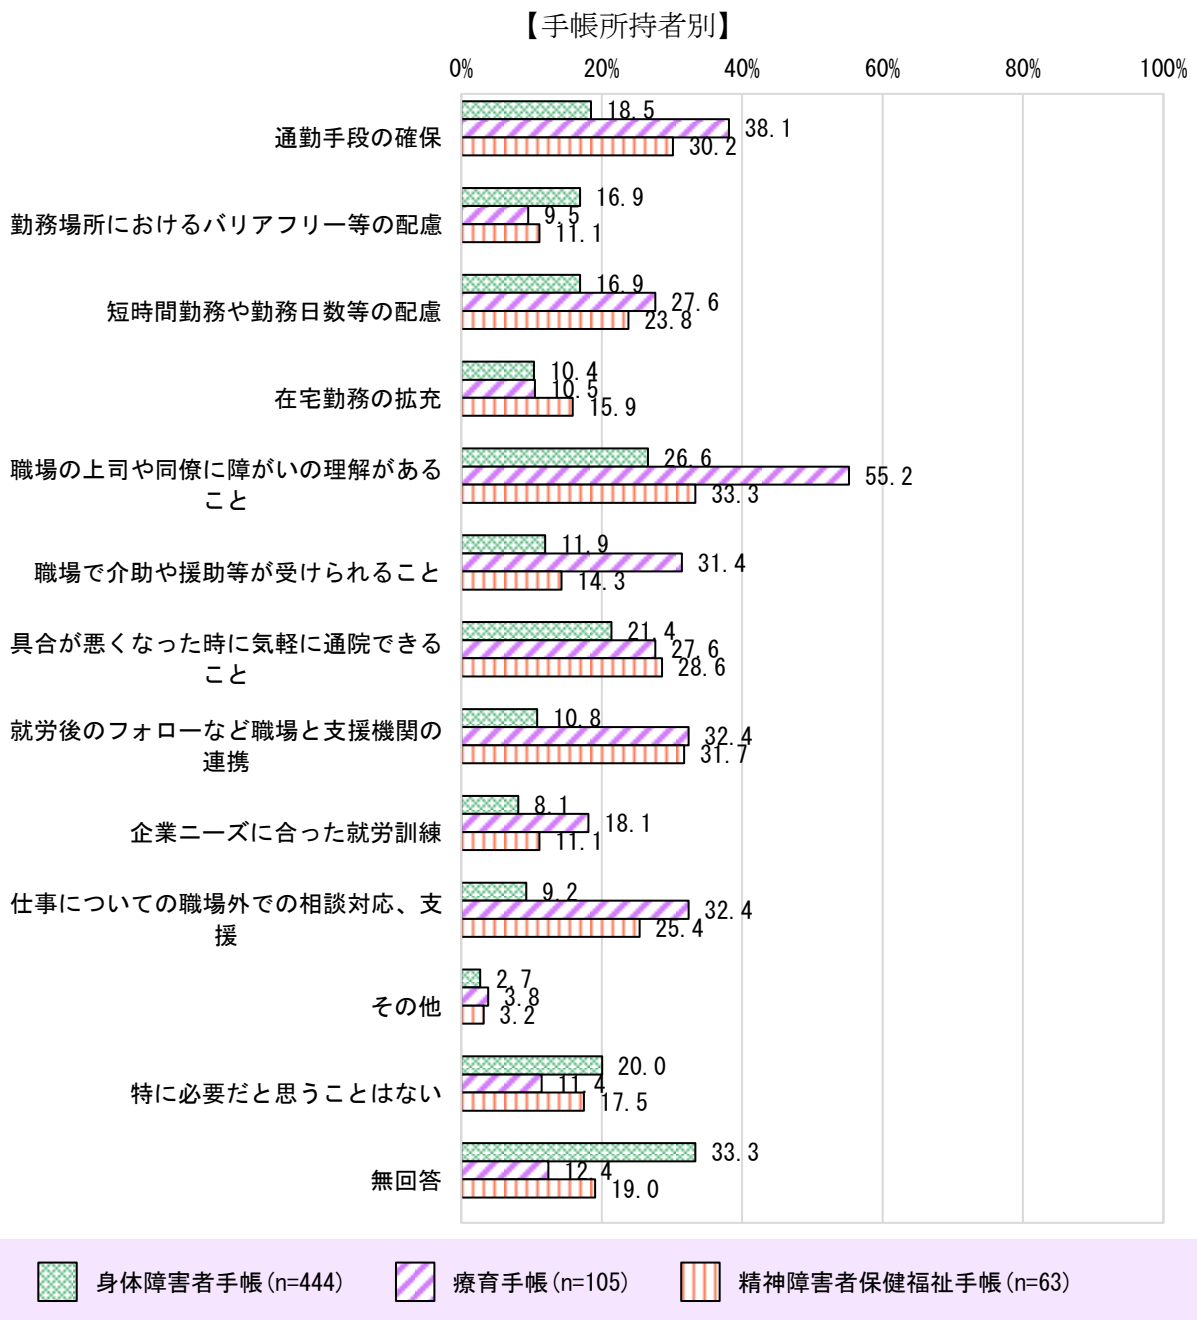 【手帳所持者別】
0% 20% 40% 60% 80% 100%
通勤手段の確保
18.5
38.1
30.2
勤務場所におけるバリアフリー等の配慮
16.9
9.5
11.1
短時間勤務や勤務日数等の配慮
16.9
27.6
23.8
在宅勤務の拡充
10.4
10.5
15.9
職場の上司や同僚に障がいの理解がある
こと
26.6
55.2
33.3
職場で介助や援助等が受けられること
11.9
31.4
14.3
具合が悪くなった時に気軽に通院できる
こと
21.4
27.6
28.6
就労後のフォローなど職場と支援機関の
連携
10.8
32.4
31.7
企業ニーズに合った就労訓練
8.1
18.1
11.1
仕事についての職場外での相談対応、支
援
9.2
32.4
25.4
その他
2.7
3.8
3.2
特に必要だと思うことはない
20.0
11.4
17.5
無回答
33.3
12.4
19.0
身体障害者手帳(n=444) 療育手帳(n=105) 精神障害者保健福祉手帳(n=63)